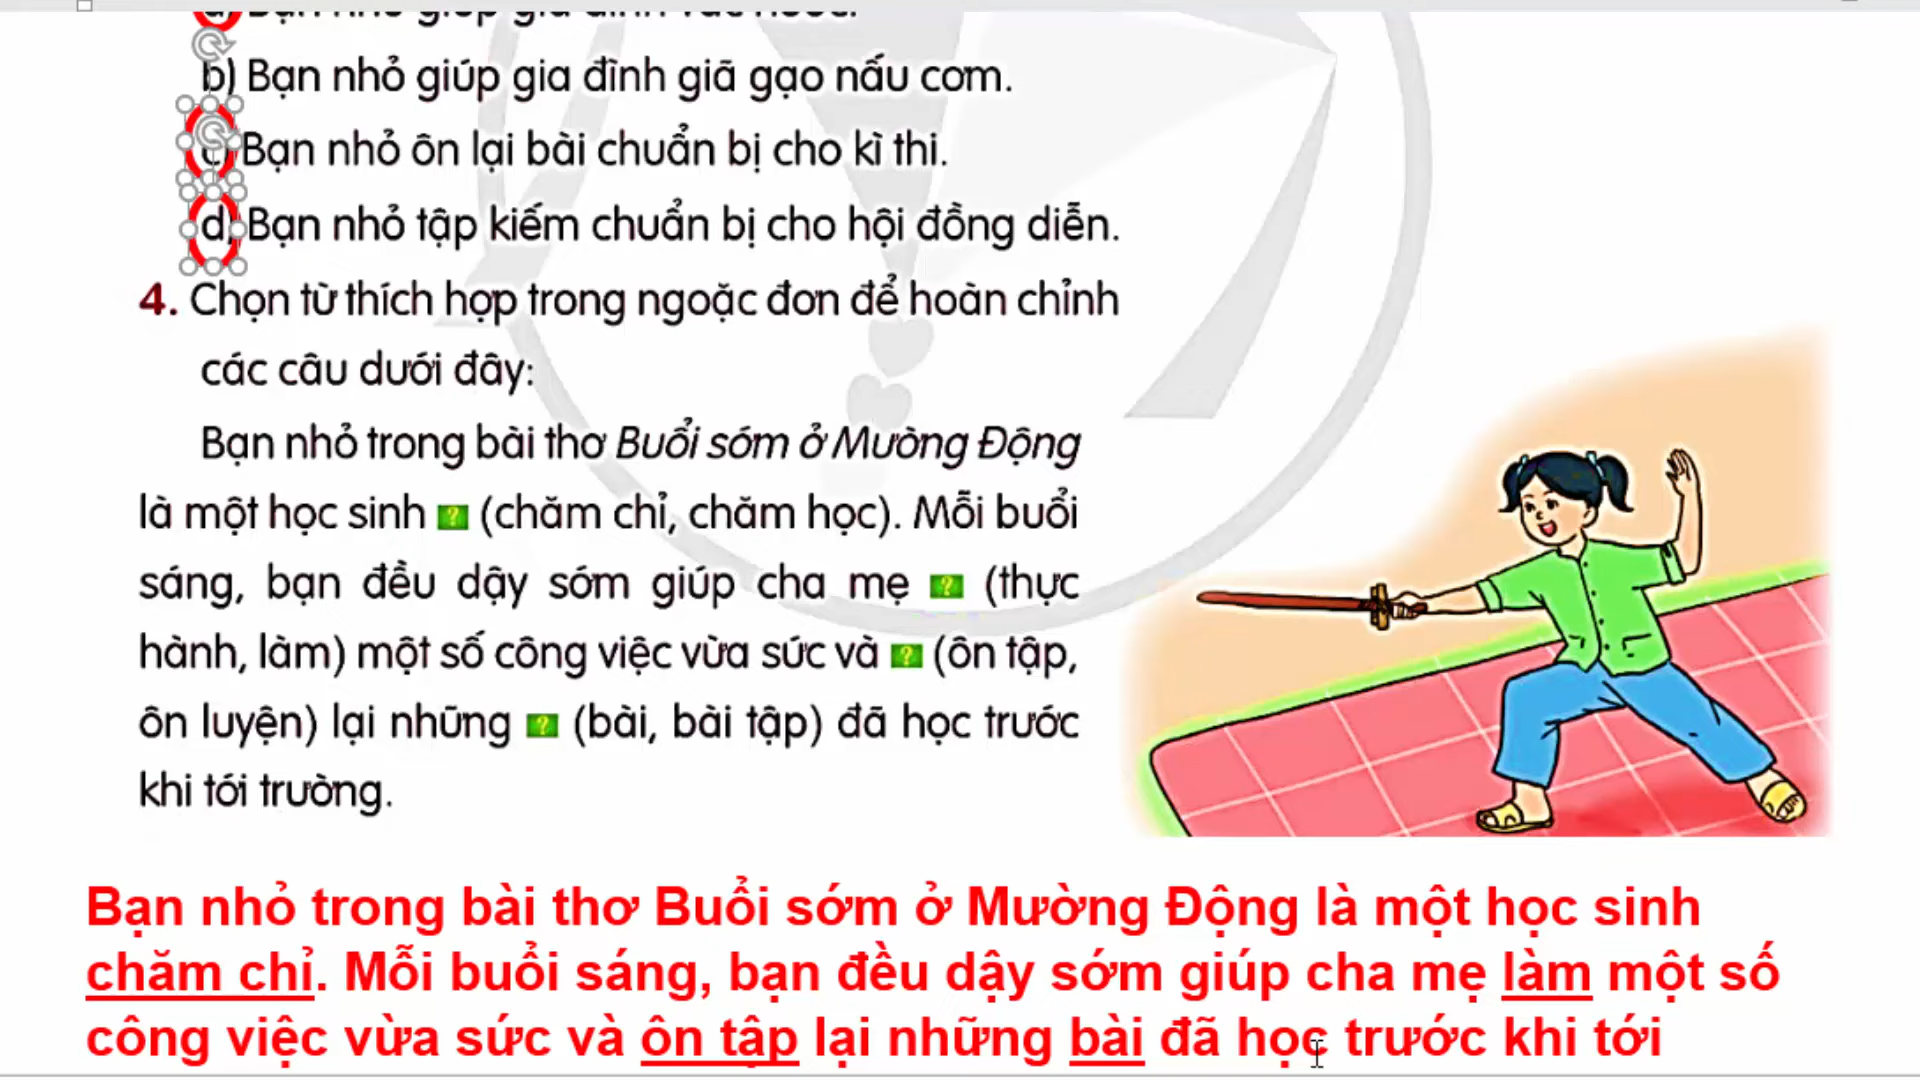 b) Bạn nhỏ giúp gia đình giã gạo nấu cơm.
c) Bạn nhỏ ôn lại bài chuẩn bị cho kì thi.
d) Bạn nhỏ tập kiếm chuẩn bị cho hội đồng diễn.
4. Chọn từ thích hợp trong ngoặc đơn để hoàn chỉnh
các câu dưới đây:
Bạn nhỏ trong bài thơ Buổi sớm ở Mường Động
là một học sinh ? (chăm chỉ, chăm học). Mỗi buổi
sáng, bạn đều dậy sớm giúp cha mẹ ? (thực
hành, làm) một số công việc vừa sức và ? (ôn tập,
ôn luyện) lại những ? (bài, bài tập) đã học trước
khi tới trường.
Bạn nhỏ trong bài thơ Buổi sớm ở Mường Động là một học sinh
chăm chỉ. Mỗi buổi sáng, bạn đều dậy sớm giúp cha mẹ làm một số
công việc vừa sức và ôn tập lại những bài đã học trước khi tới